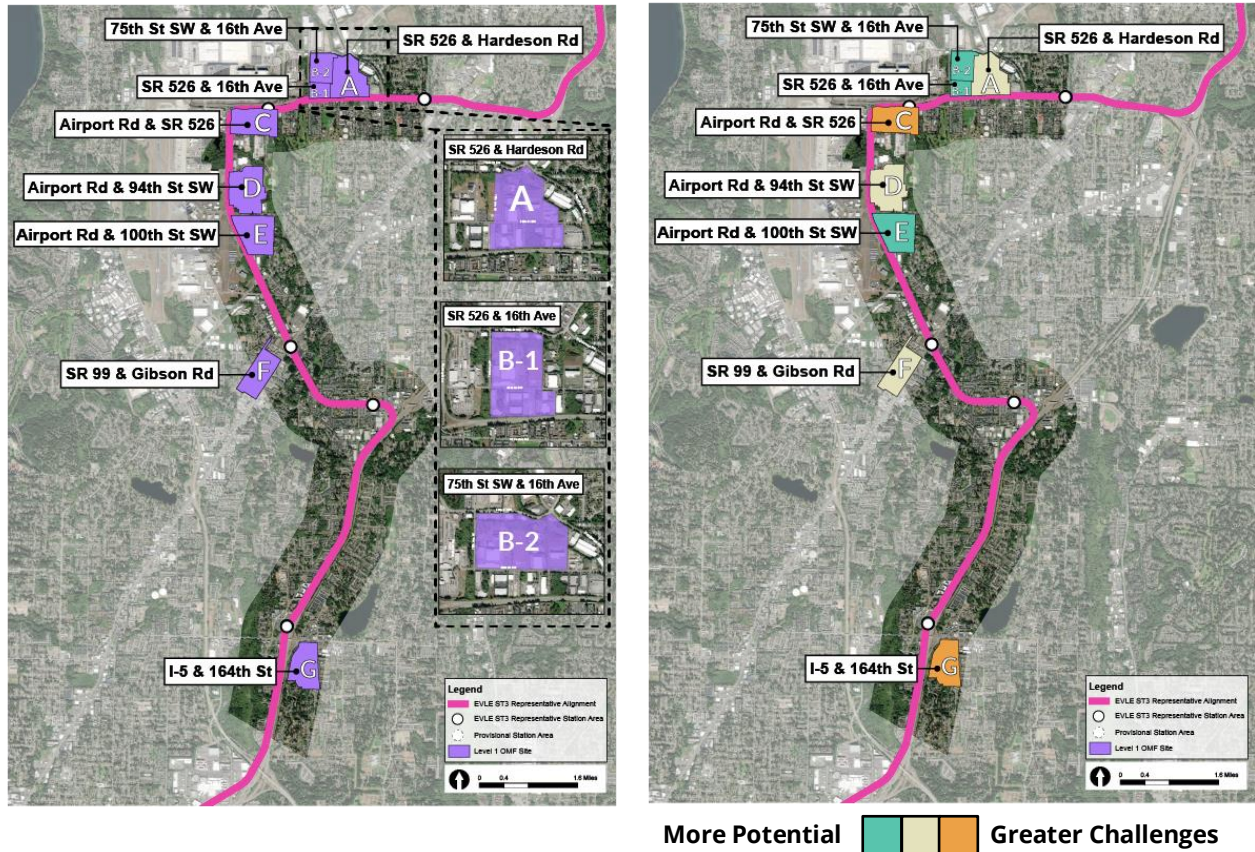 75th St SW & 16th Ave
SR 526 & Hardeson Rd
B-2
A
SR 526 & 16th Ave
B-1
Airport Rd & SR 526
C
Airport Rd & 94th St SW
D
Airport Rd & 100th St SW
E
SR 99 & Gibson Rd
F
I-5 & 164th St
G
SR 526 & Hardeson Rd
A
SR 526 & 16th Ave
B-1
75th St SW & 16th Ave
B-2
Legend
EVLE ST3 Representative Alignment
EVLE ST3 Representative Station Area
Provisional Station Area
Level 1 OMF Site
0 0.4 1.6 Miles
75th St SW & 16th Ave
SR 526 & Hardeson Rd
B-2
A
SR 526 & 16th Ave
B-1
Airport Rd & SR 526
C
Airport Rd & 94th St SW
D
Airport Rd & 100th St SW
E
SR 99 & Gibson Rd
F
I-5 & 164th St
G
Legend
EVLE ST3 Representative Alignment
EVLE ST3 Representative Station Area
Provisional Station Area
Level 1 OMF Site
0 0.4 1.6 Miles
More Potential
Greater Challenges